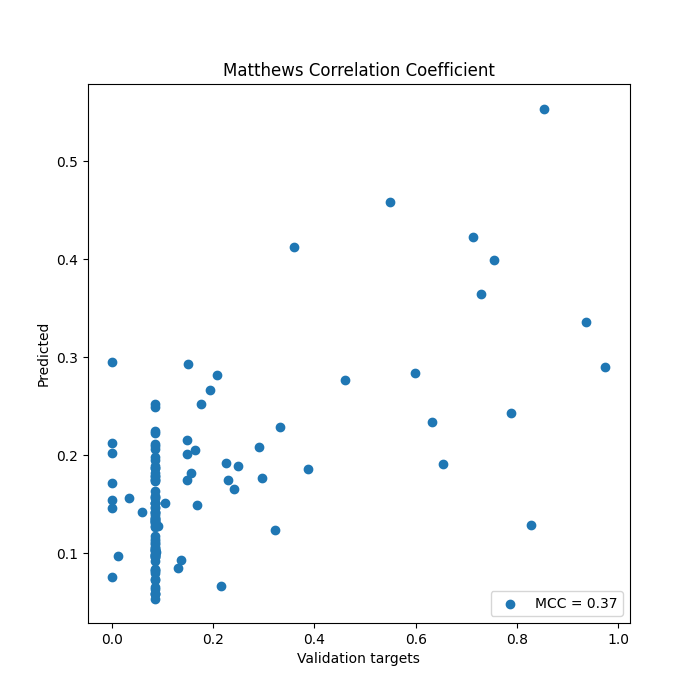 Matthews Correlation Coefficient
Predicted
0.5
0.4
0.3
0.2
0.1
MCC = 0.37
0.0 0.2 0.4 0.6 0.8 1.0
Validation targets